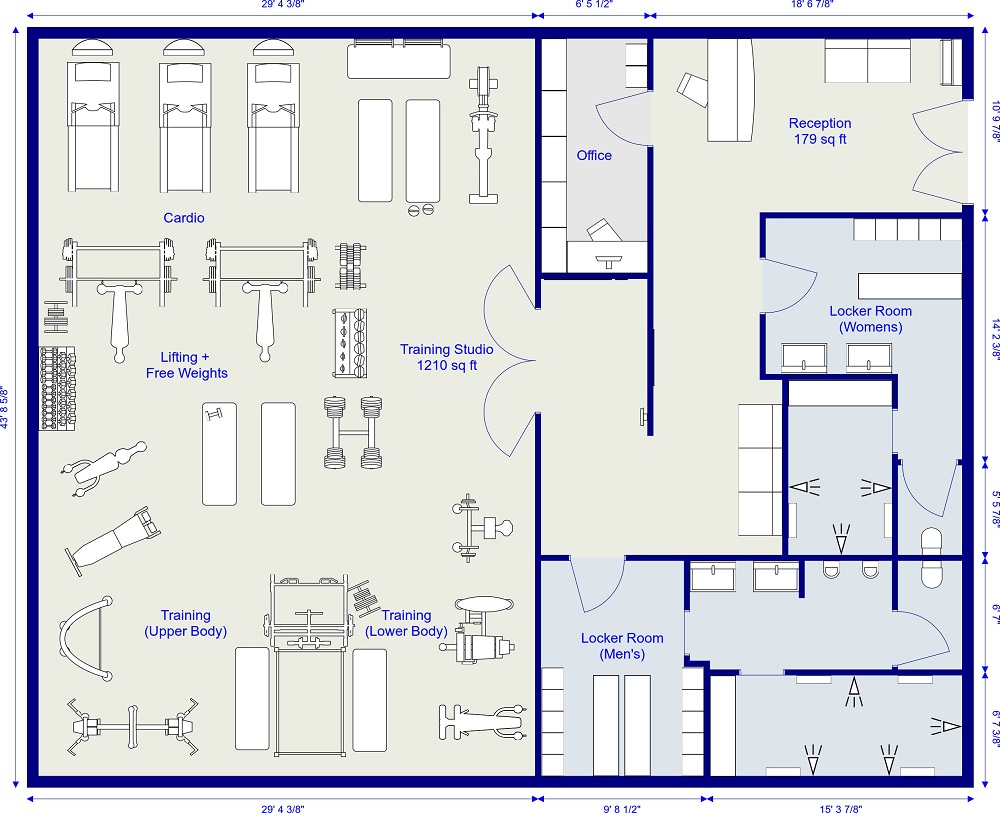 29' 4 3/8"
6' 5 1/2"
18' 6 7/8"
10' 9 7/8"
Reception
179 sq ft
Office
Cardio
14' 2 3/8"
Locker Room
(Womens)
Training Studio
1210 sq ft
Lifting +
Free Weights
43' 8 5/8"
5' 5 7/8"
Training
(Upper Body)
Training
(Lower Body)
Locker Room
(Men's)
6' 7"
6' 7 3/8"
29' 4 3/8"
9' 8 1/2"
15' 3 7/8"